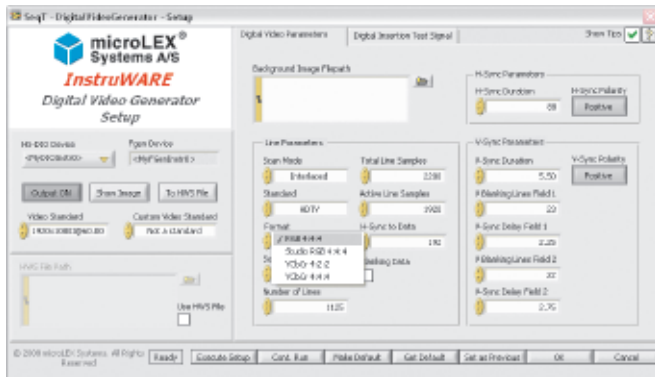 SeqT - DigitalVideoGenerator - Setup
microLEX®
Systems A/S
InstruWARE
Digital Video Generator
Setup
Digital Video Parameters
Digital Insertion Test Signal
Show Tips
Background Image Filepath
H-Sync Parameters
H-Sync Duration
H-Sync Polarity
88
Positive
HS-DIO Device
Pgen Device
Output ON
Show Image
To HWS File
Video Standard
Custom Video Standard
Not a standard
HWS File Path
Use HWS File
Line Parameters
Scan Mode
Total Line Samples
Interlaced
2200
Standard
Active Line Samples
HDTV
1920
Format
H-Sync to Data
192
RGB 4:4:4
Studio RGB 4:4:4
YCbCr 4:2:2
YCbCr 4:4:4
Blanking Data
Number of Lines
1125
V-Sync Parameters
V-Sync Duration
V-Sync Polarity
5.50
Positive
# Blanking Lines Field 1
V-Sync Delay Field 1
2.25
# Blanking Lines Field 2
V-Sync Delay Field 2
2.75
© 2008 microLEX Systems. All Rights
Reserved
Ready
Execute Setup
Cont. Run
Make Default
Get Default
Set as Previous
OK
Cancel